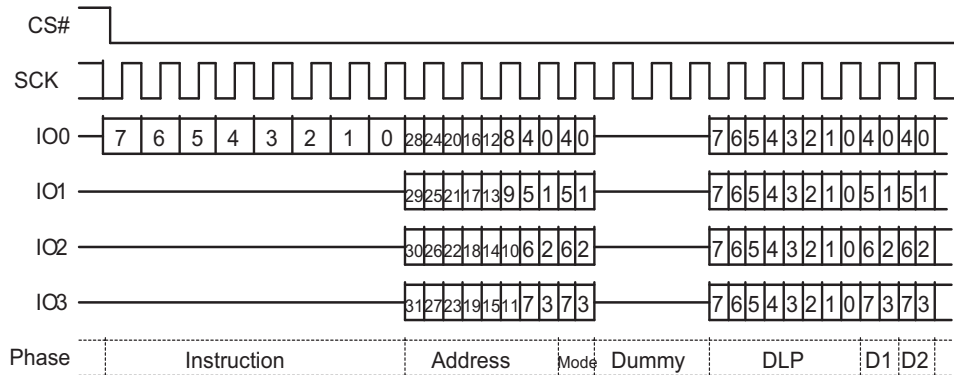 CS#
SCK
IO0 7 6 5 4 3 2 1 0 28 24 20 16 12 8 4 0 4 0 7 6 5 4 3 2 1 0 4 0 4 0
IO1 29 25 21 17 13 9 5 1 5 1 7 6 5 4 3 2 1 0 5 1 5 1
IO2 30 26 22 18 14 10 6 2 6 2 7 6 5 4 3 2 1 0 6 2 6 2
IO3 31 27 23 19 15 11 7 3 7 3 7 6 5 4 3 2 1 0 7 3 7 3
Phase Instruction Address Mode Dummy DLP D1 D2